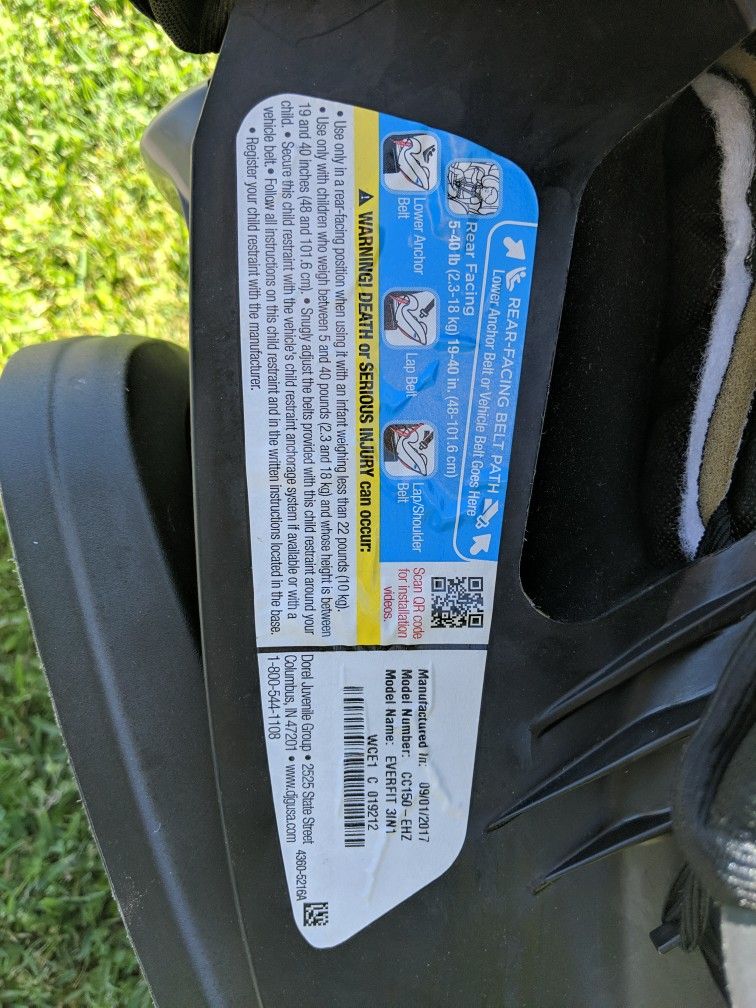 REAR-FACING BELT PATH
Lower Anchor Belt or Vehicle Belt Goes Here
Rear Facing
5-40 lb (2.3-18 kg) 19-40 in. (48-101.6 cm)
Lower Anchor
Belt
Lap Belt
Lap/Shoulder
Belt
Scan QR code
for installation
videos.
WARNING! DEATH or SERIOUS INJURY can occur:
• Use only in a rear-facing position when using it with an infant weighing less than 22 pounds (10 kg).
• Use only with children who weigh between 5 and 40 pounds (2.3 and 18 kg) and whose height is between
19 and 40 inches (48 and 101.6 cm). • Snugly adjust the belts provided with this child restraint around your
child. • Secure this child restraint with the vehicle's child restraint anchorage system if available or with a
vehicle belt. • Follow all instructions on this child restraint and in the written instructions located in the base.
• Register your child restraint with the manufacturer.
Manufactured In: 09/01/2017
Model Number: CC150-EHZ
Model Name: EVERFIT 3IN1
WCE1 C 019212
Dorel Juvenile Group • 2525 State Street
Columbus, IN 47201 • www.djgusa.com
1-800-544-1108
4360-5216A